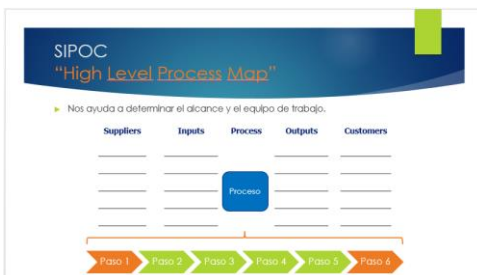 SIPOC
“High Level Process Map”
Nos ayuda a determinar el alcance y el equipo de trabajo.
Suppliers Inputs Process Outputs Customers
Proceso
Paso 1 Paso 2 Paso 3 Paso 4 Paso 5 Paso 6